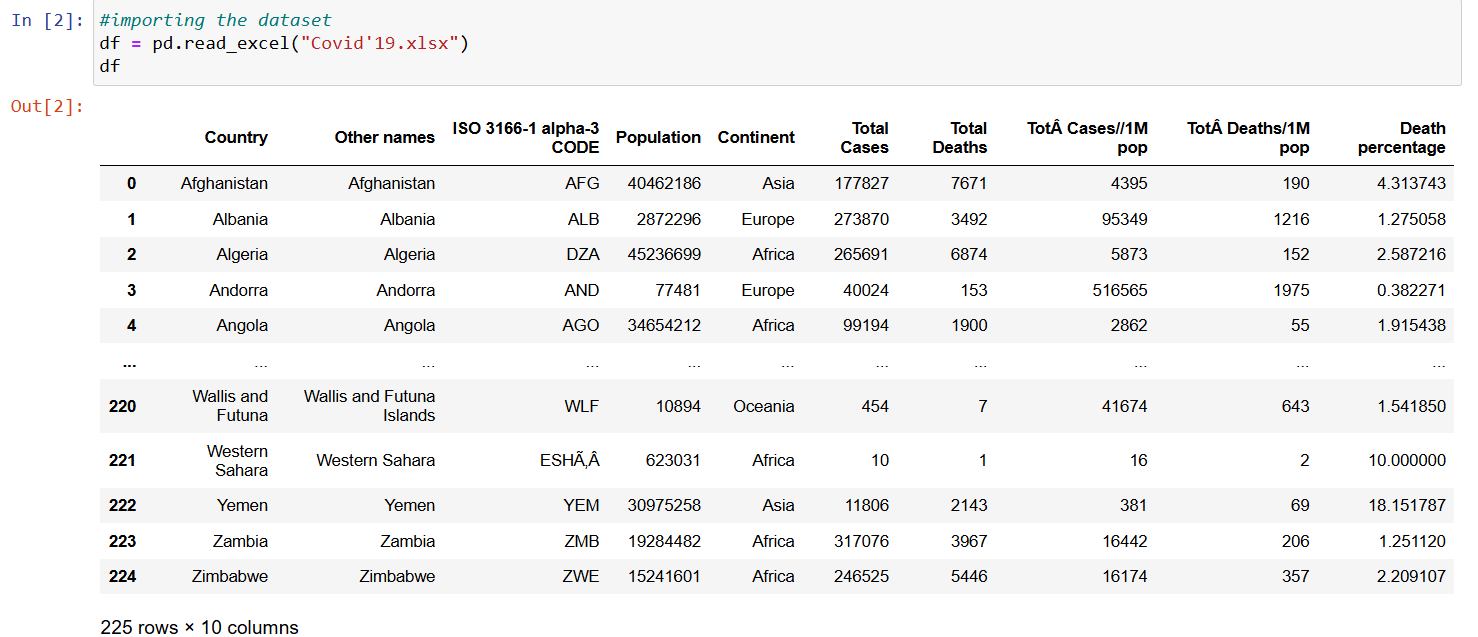 In [2]: #importing the dataset
df = pd.read_excel("Covid'19.xlsx")
df
Out[2]:
Country Other names ISO 3166-1 alpha-3 CODE Population Continent Total Cases Total Deaths TotÂ Cases//1M pop TotÂ Deaths/1M pop Death percentage
0 Afghanistan Afghanistan AFG 40462186 Asia 177827 7671 4395 190 4.313743
1 Albania Albania ALB 2872296 Europe 273870 3492 95349 1216 1.275058
2 Algeria Algeria DZA 45236699 Africa 265691 6874 5873 152 2.587216
3 Andorra Andorra AND 77481 Europe 40024 153 516565 1975 0.382271
4 Angola Angola AGO 34654212 Africa 99194 1900 2862 55 1.915438
... ... ... ... ... ... ... ... ... ... ...
220 Wallis and Futuna Wallis and Futuna Islands WLF 10894 Oceania 454 7 41674 643 1.541850
221 Western Sahara Western Sahara ESHÃ‚Â 623031 Africa 10 1 16 2 10.000000
222 Yemen Yemen YEM 30975258 Asia 11806 2143 381 69 18.151787
223 Zambia Zambia ZMB 19284482 Africa 317076 3967 16442 206 1.251120
224 Zimbabwe Zimbabwe ZWE 15241601 Africa 246525 5446 16174 357 2.209107
225 rows × 10 columns